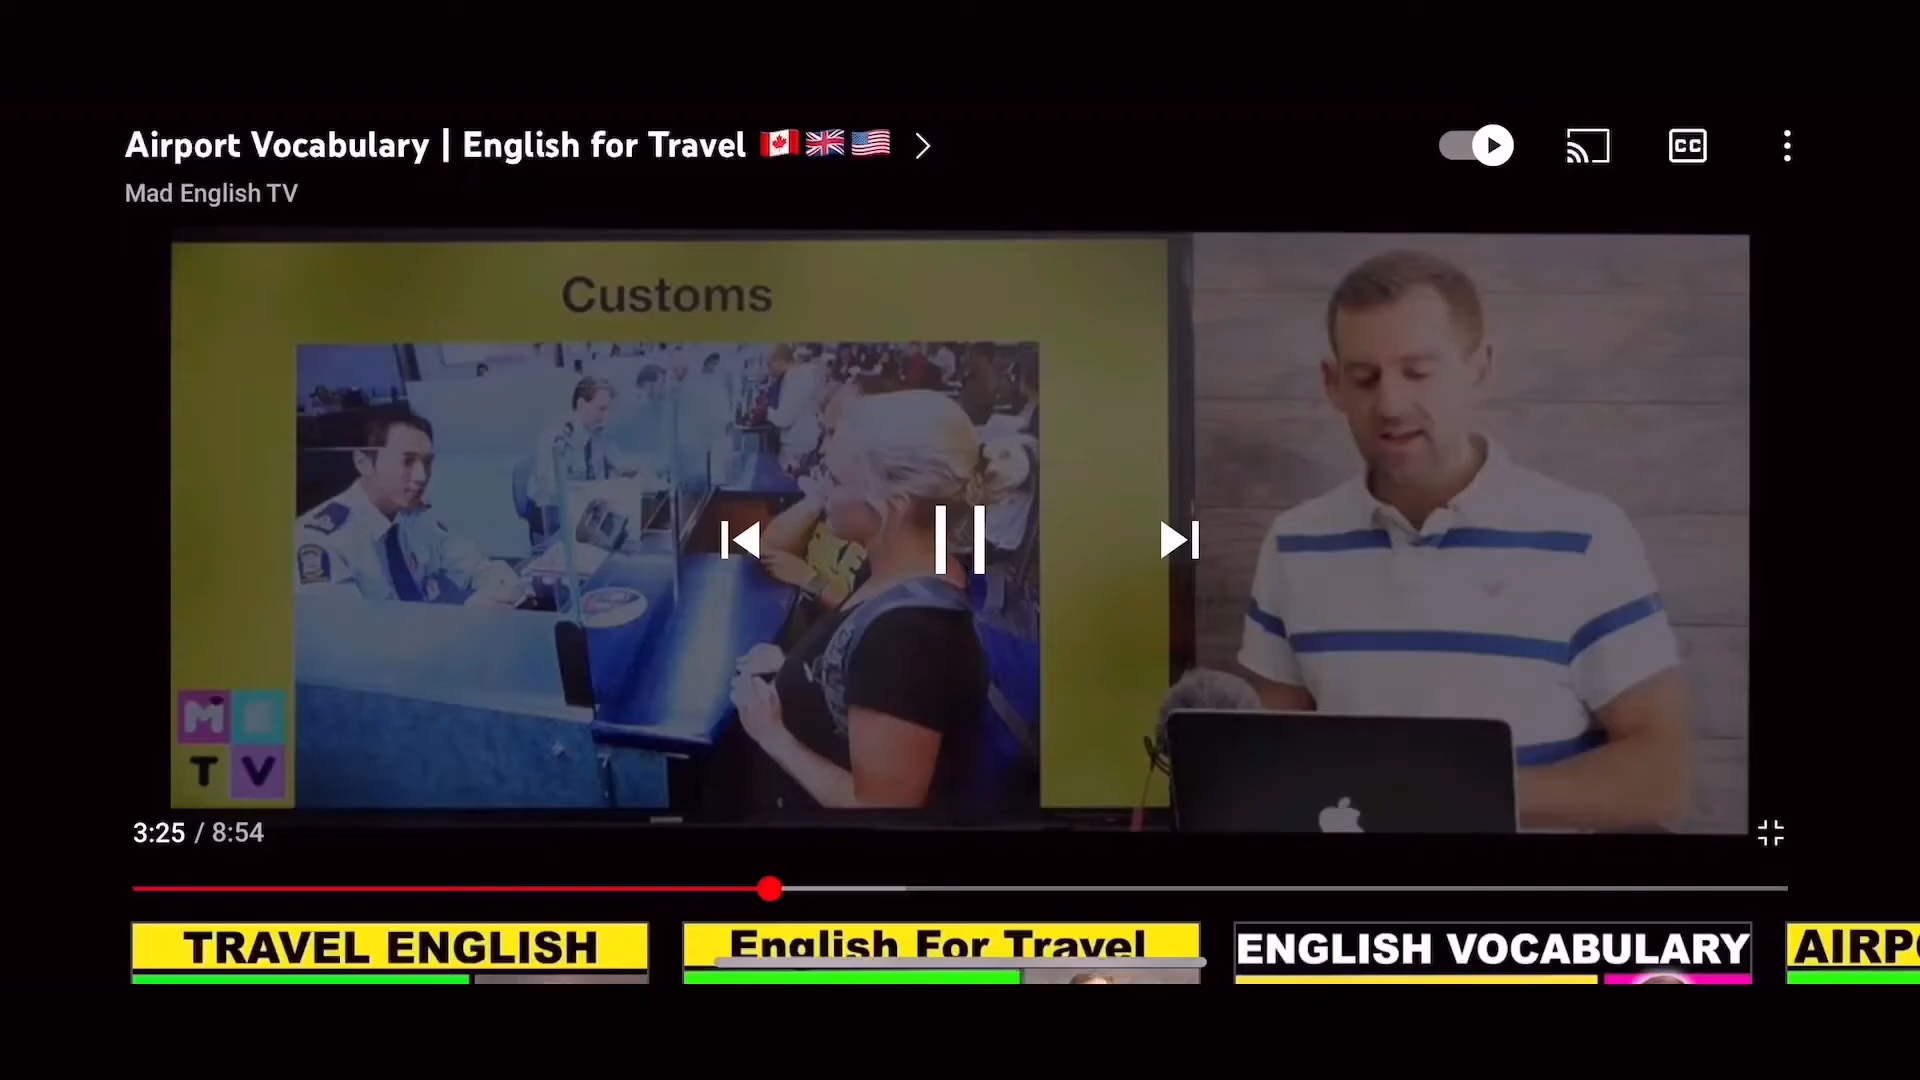 Airport Vocabulary | English for Travel 🇨🇦🇬🇧🇺🇸
Mad English TV
CC
Customs
M E
T V
3:25 / 8:54
TRAVEL ENGLISH
English For Travel
ENGLISH VOCABULARY